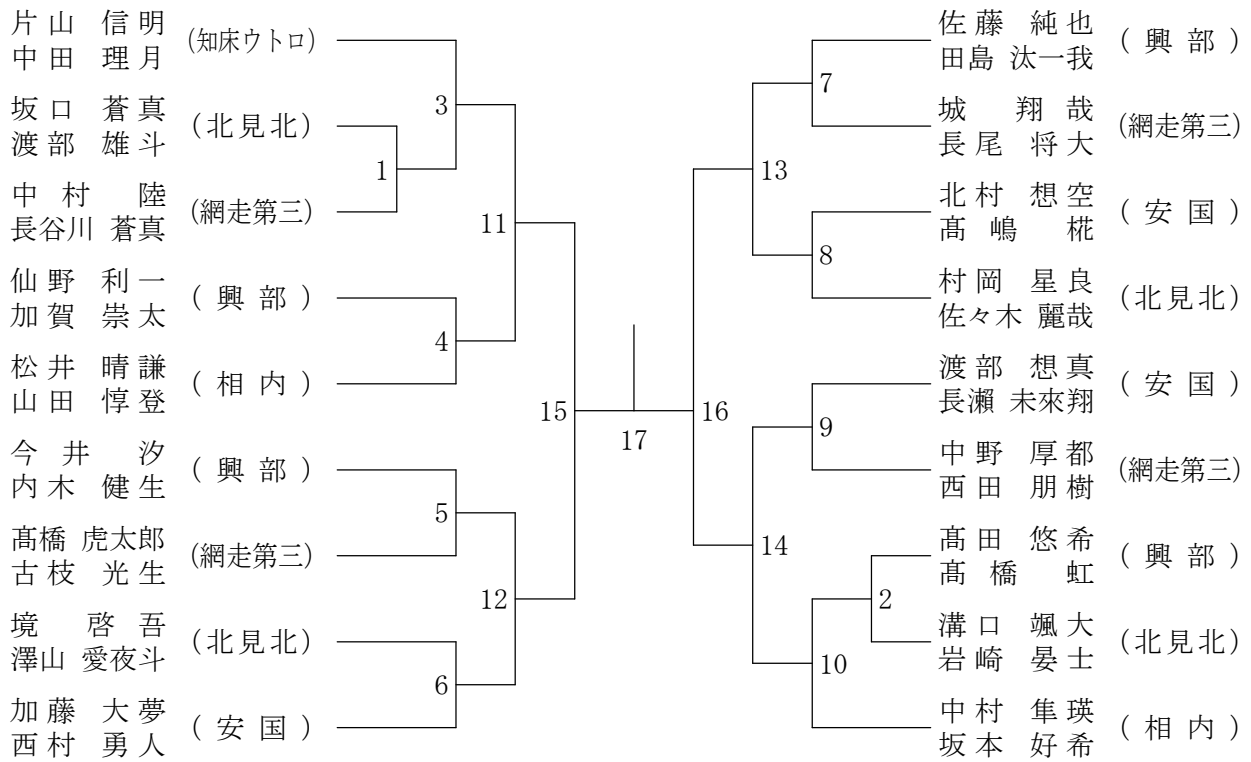 片山 信明
中田 理月
(知床ウトロ)
坂口 蒼真
渡部 雄斗
(北見北)
中村 陸
長谷川 蒼真
(網走第三)
仙野 利一
加賀 崇太
(興部)
松井 晴謙
山田 惇登
(相内)
今井 汐
内木 健生
(興部)
髙橋 虎太郎
古枝 光生
(網走第三)
境 啓吾
澤山 愛夜斗
(北見北)
加藤 大夢
西村 勇人
(安国)
3
1
11
4
15
5
12
6
17
16
7
13
8
9
14
2
10
佐藤 純也
田島 汰一我
(興部)
城 翔哉
長尾 将大
(網走第三)
北村 想空
髙嶋 椛
(安国)
村岡 星良
佐々木 麗哉
(北見北)
渡部 想真
長瀨 未來翔
(安国)
中野 厚都
西田 朋樹
(網走第三)
髙田 悠希
髙橋 虹
(興部)
溝口 颯大
岩崎 晏士
(北見北)
中村 隼瑛
坂本 好希
(相内)